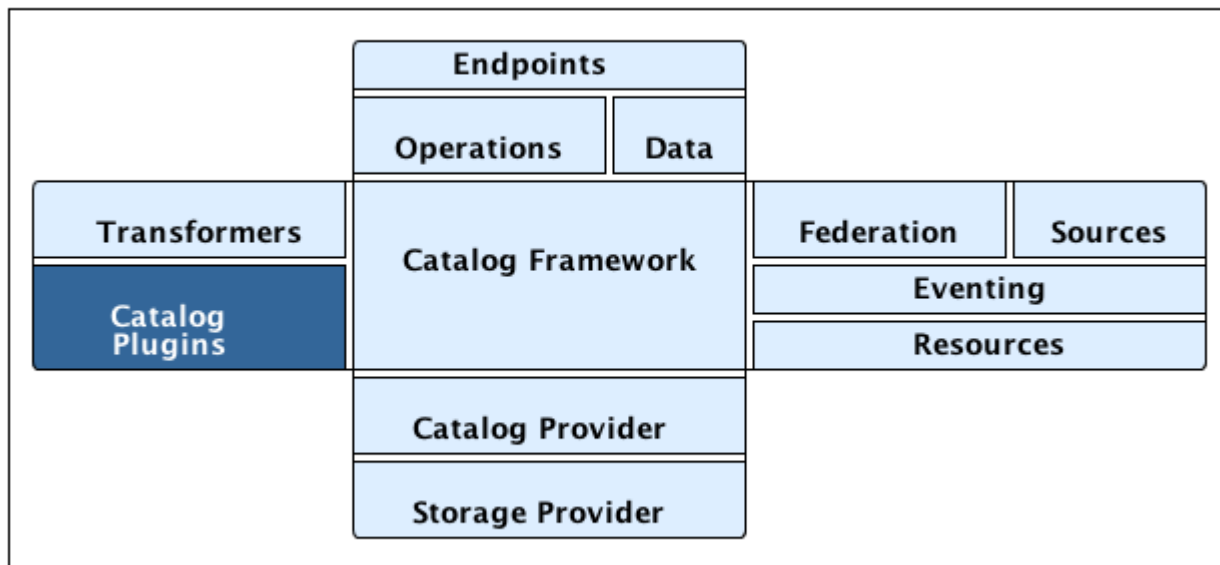 Endpoints
Operations
Data
Transformers
Catalog Framework
Federation
Sources
Catalog
Plugins
Eventing
Resources
Catalog Provider
Storage Provider